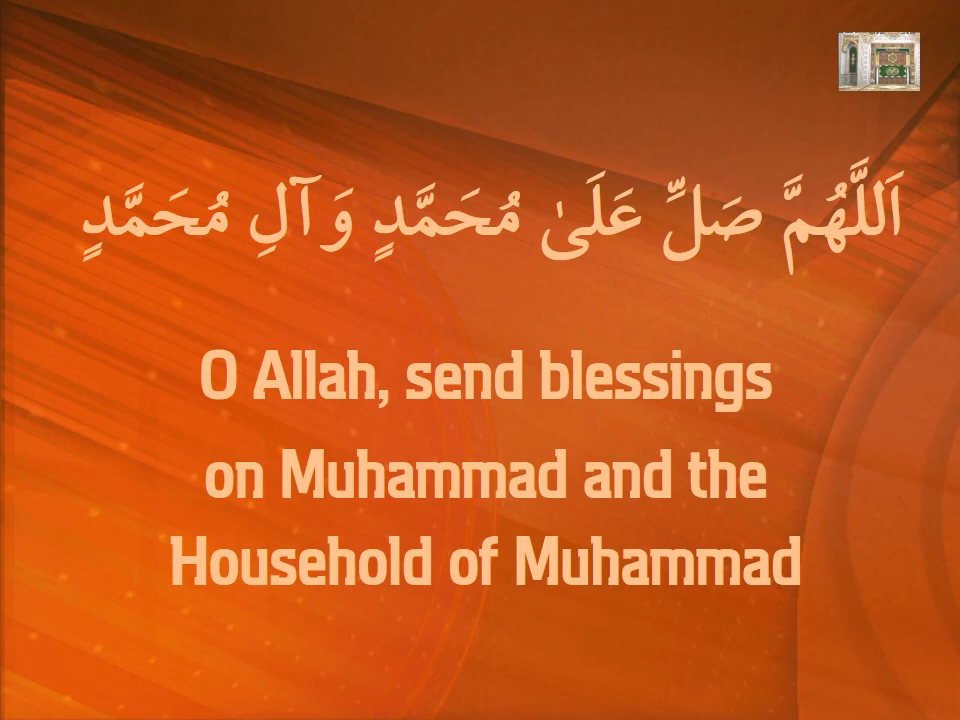 اَللَّهُمَّ صَلِّ عَلَىٰ مُحَمَّدٍ وَ آلِ مُحَمَّدٍ
O Allah, send blessings
on Muhammad and the
Household of Muhammad